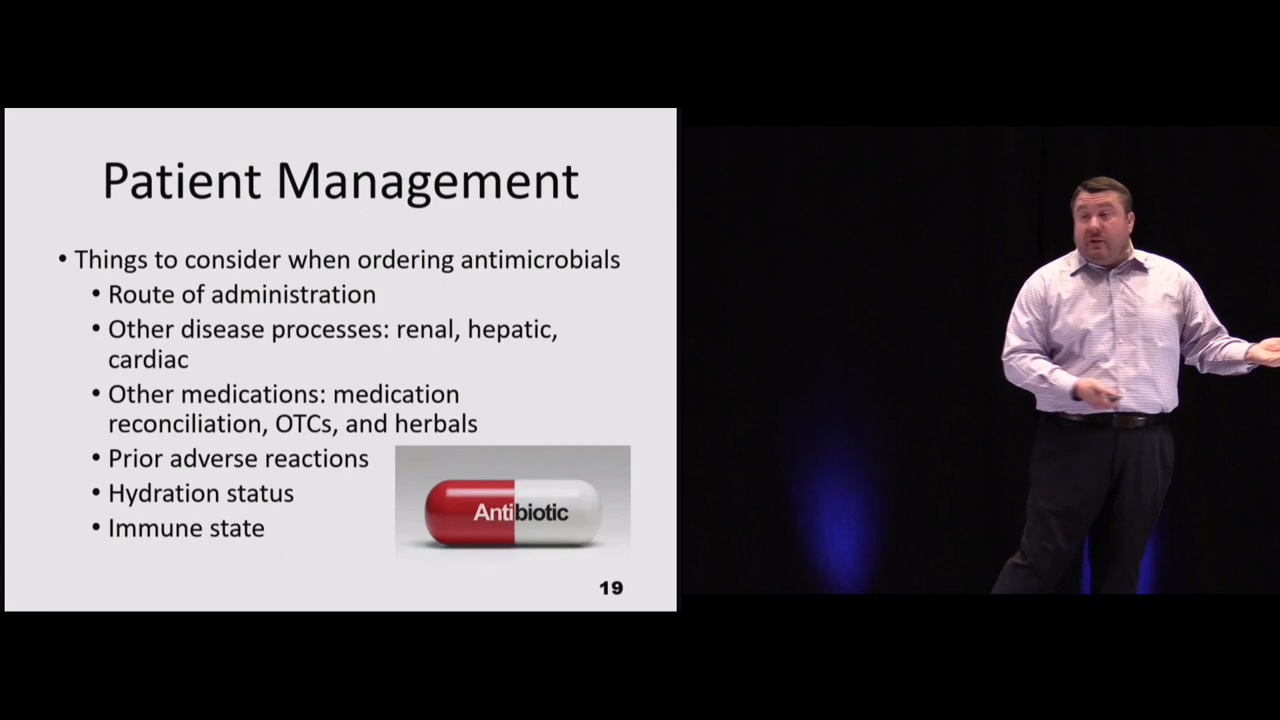 Patient Management
• Things to consider when ordering antimicrobials
• Route of administration
• Other disease processes: renal, hepatic,
cardiac
• Other medications: medication
reconciliation, OTCs, and herbals
• Prior adverse reactions
• Hydration status
• Immune state
Antibiotic
19